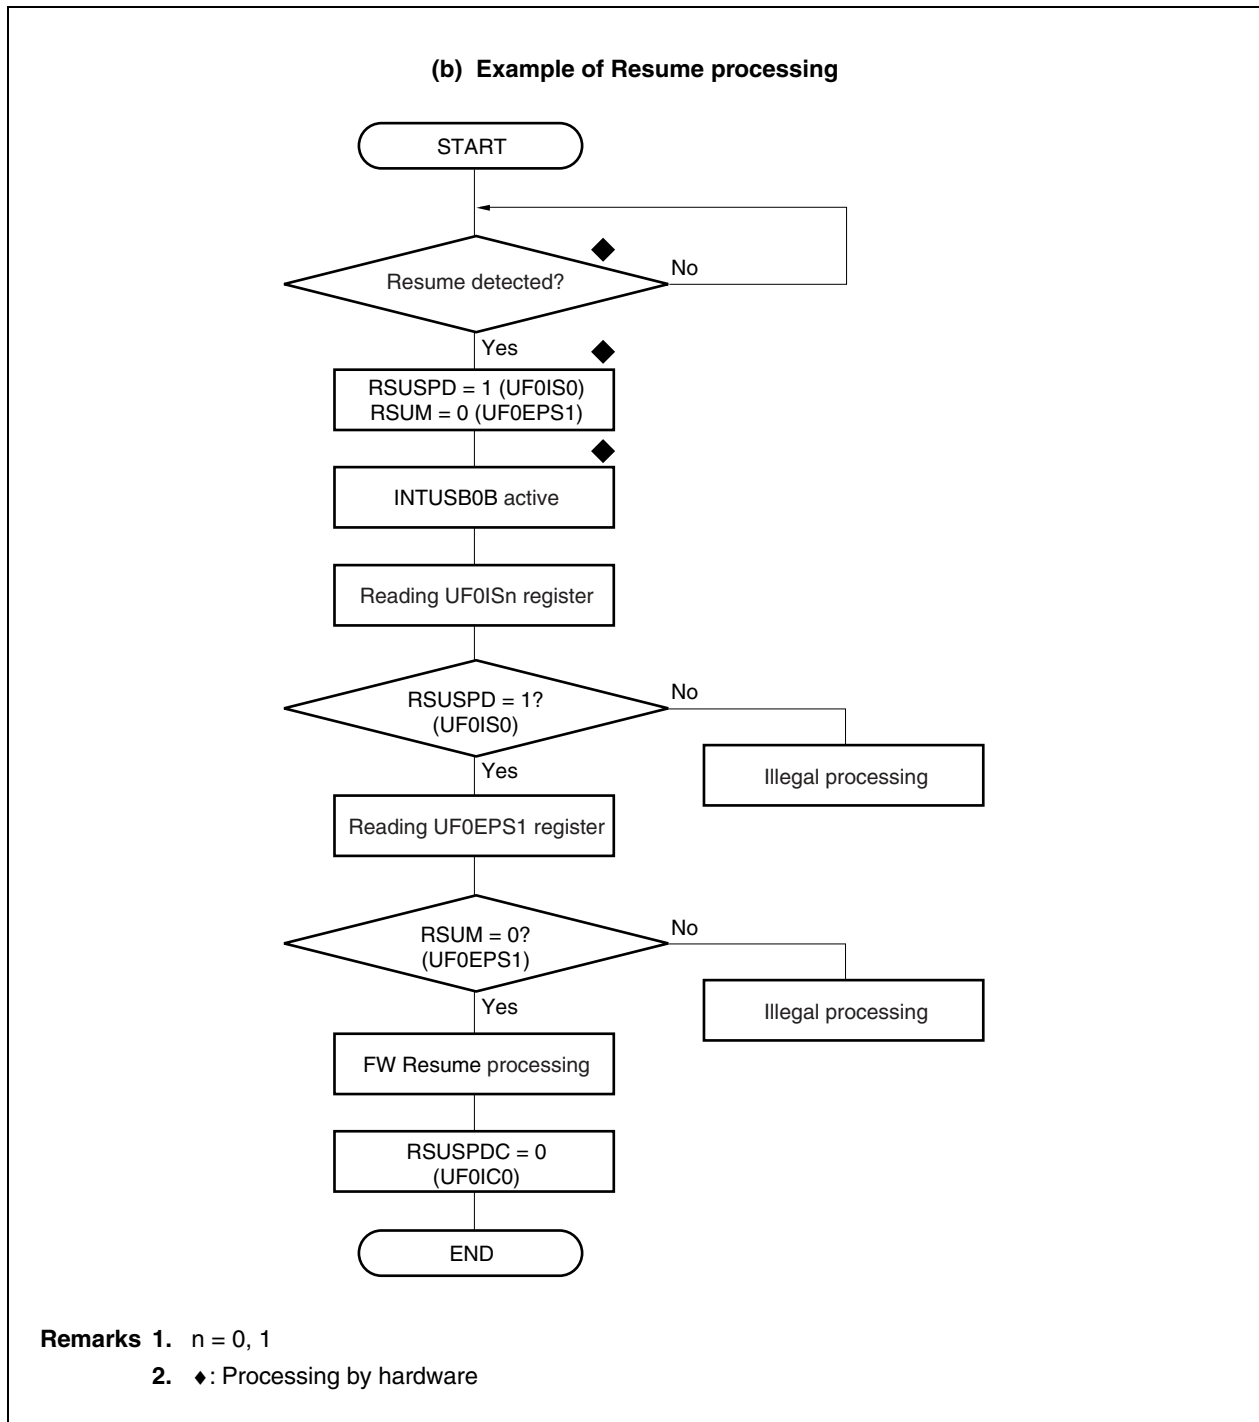 (b) Example of Resume processing
START
Resume detected?
No
Yes
RSUSPD = 1 (UF0IS0)
RSUM = 0 (UF0EPS1)
INTUSB0B active
Reading UF0ISn register
RSUSPD = 1?
(UF0IS0)
No
Illegal processing
Yes
Reading UF0EPS1 register
RSUM = 0?
(UF0EPS1)
No
Illegal processing
Yes
FW Resume processing
RSUSPDC = 0
(UF0IC0)
END
Remarks 1. n = 0, 1
2. ♦: Processing by hardware